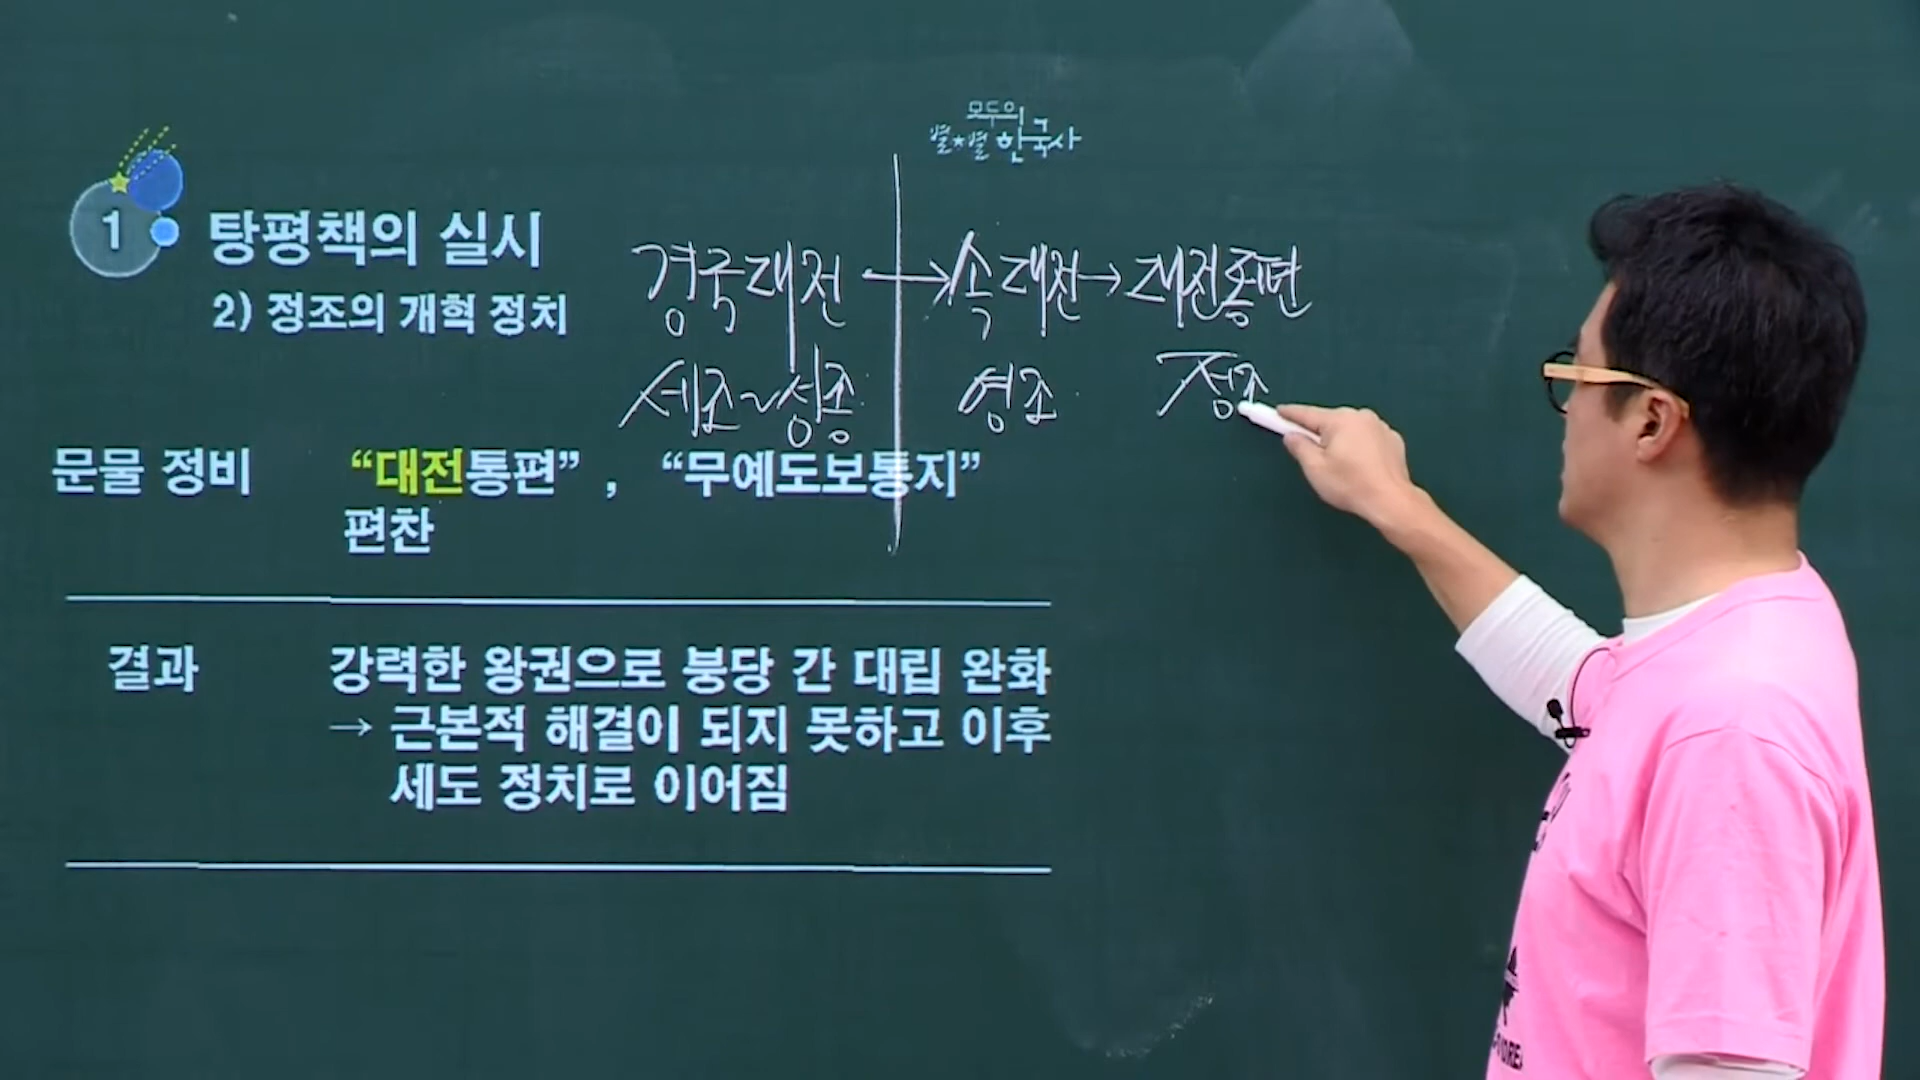 모두의
별★별 한국사
1 탕평책의 실시
2) 정조의 개혁 정치
경국대전 → 속대전 → 대전통편
세조~성종 영조 정조
문물 정비 “대전통편”, “무예도보통지”
편찬
결과 강력한 왕권으로 붕당 간 대립 완화
→ 근본적 해결이 되지 못하고 이후
세도 정치로 이어짐